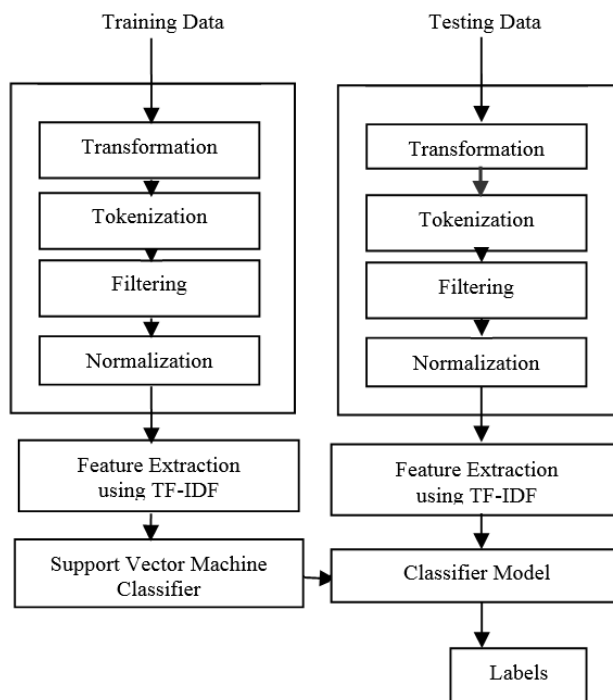 Training Data
Transformation
Tokenization
Filtering
Normalization
Feature Extraction
using TF-IDF
Support Vector Machine
Classifier
Testing Data
Transformation
Tokenization
Filtering
Normalization
Feature Extraction
using TF-IDF
Classifier Model
Labels